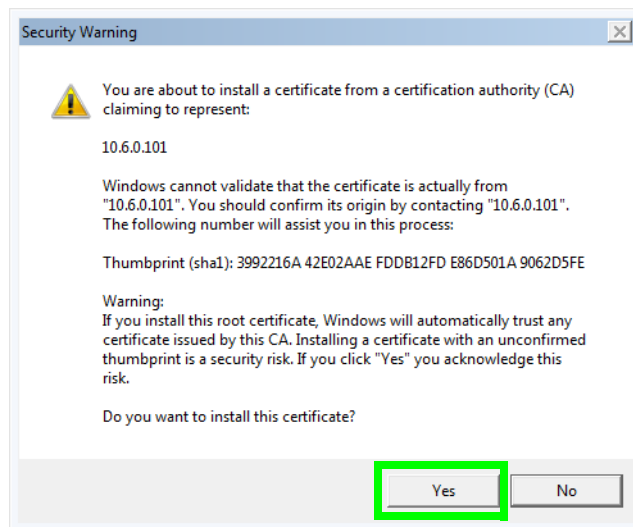 Security Warning
You are about to install a certificate from a certification authority (CA)
claiming to represent:
10.6.0.101
Windows cannot validate that the certificate is actually from
"10.6.0.101". You should confirm its origin by contacting "10.6.0.101".
The following number will assist you in this process:
Thumbprint (sha1): 3992216A 42E02AAE FDDB12FD E86D501A 9062D5FE
Warning:
If you install this root certificate, Windows will automatically trust any
certificate issued by this CA. Installing a certificate with an unconfirmed
thumbprint is a security risk. If you click "Yes" you acknowledge this
risk.
Do you want to install this certificate?
Yes No